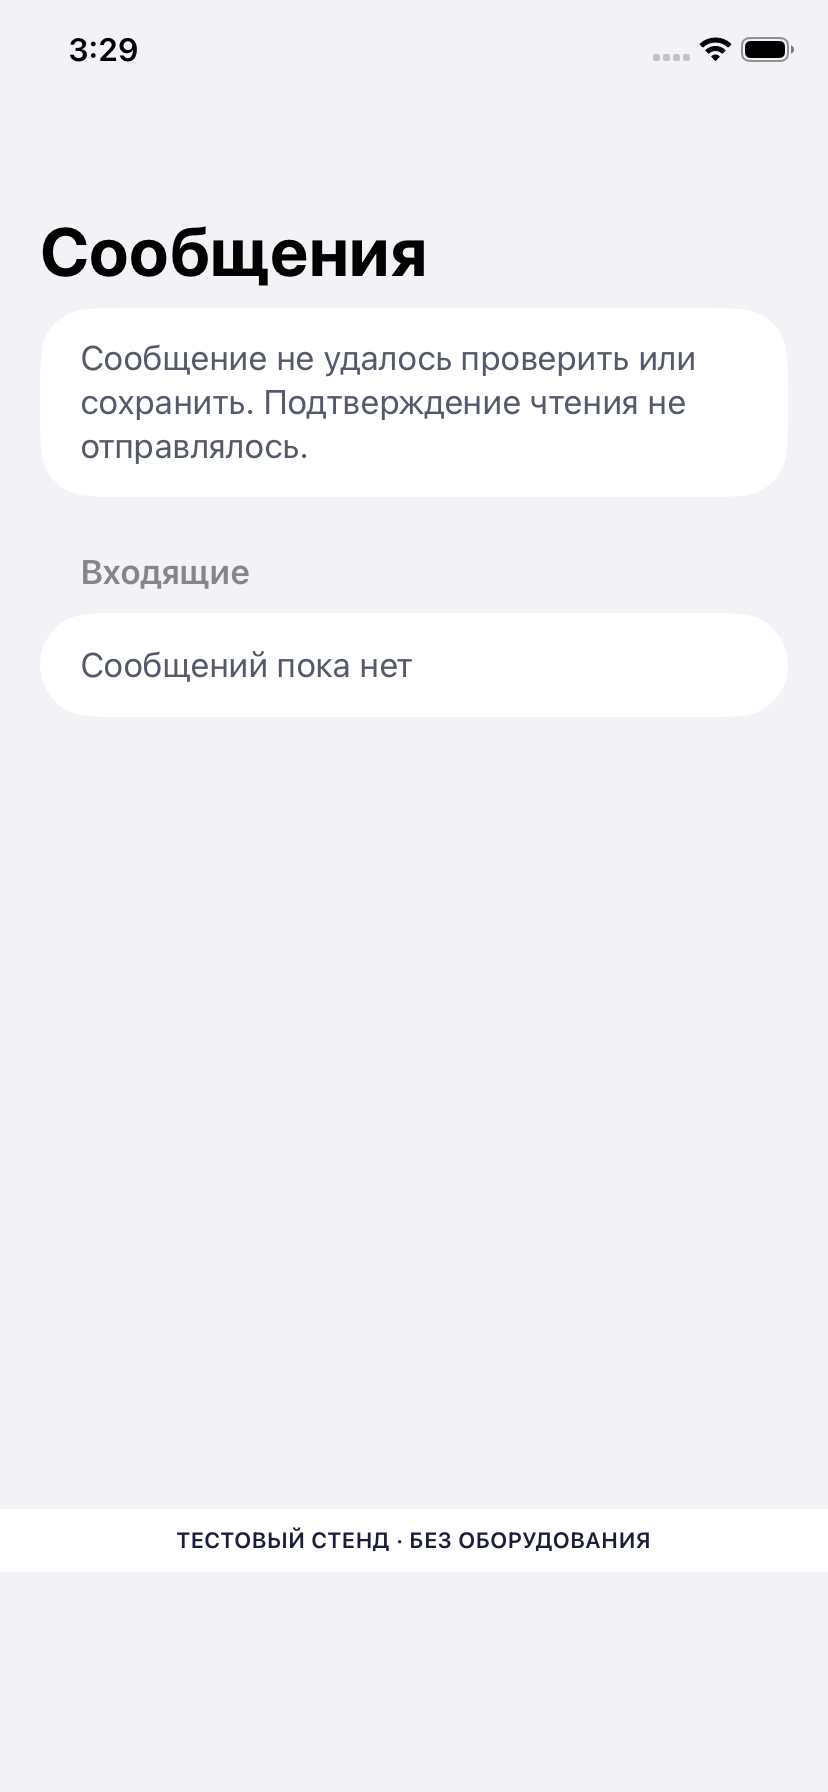 3:29
Сообщения
Сообщение не удалось проверить или
сохранить. Подтверждение чтения не
отправлялось.
Входящие
Сообщений пока нет
ТЕСТОВЫЙ СТЕНД · БЕЗ ОБОРУДОВАНИЯ